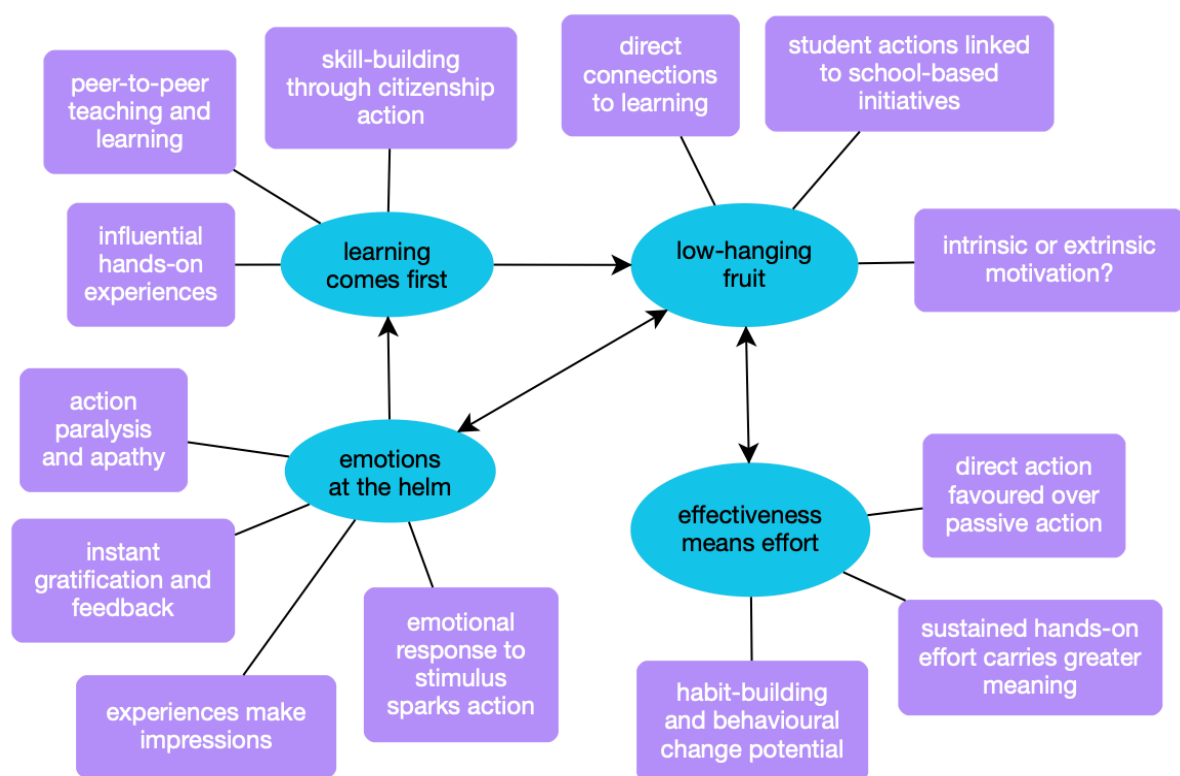 peer-to-peer
teaching and
learning
skill-building
through citizenship
action
direct
connections
to learning
student actions linked
to school-based
initiatives
influential
hands-on
experiences
learning
comes first
low-hanging
fruit
intrinsic or extrinsic
motivation?
action
paralysis
and apathy
emotions
at the helm
effectiveness
means effort
direct action
favoured over
passive action
instant
gratification and
feedback
emotional
response to
stimulus
sparks action
sustained hands-on
effort carries greater
meaning
experiences make
impressions
habit-building
and behavioural
change potential